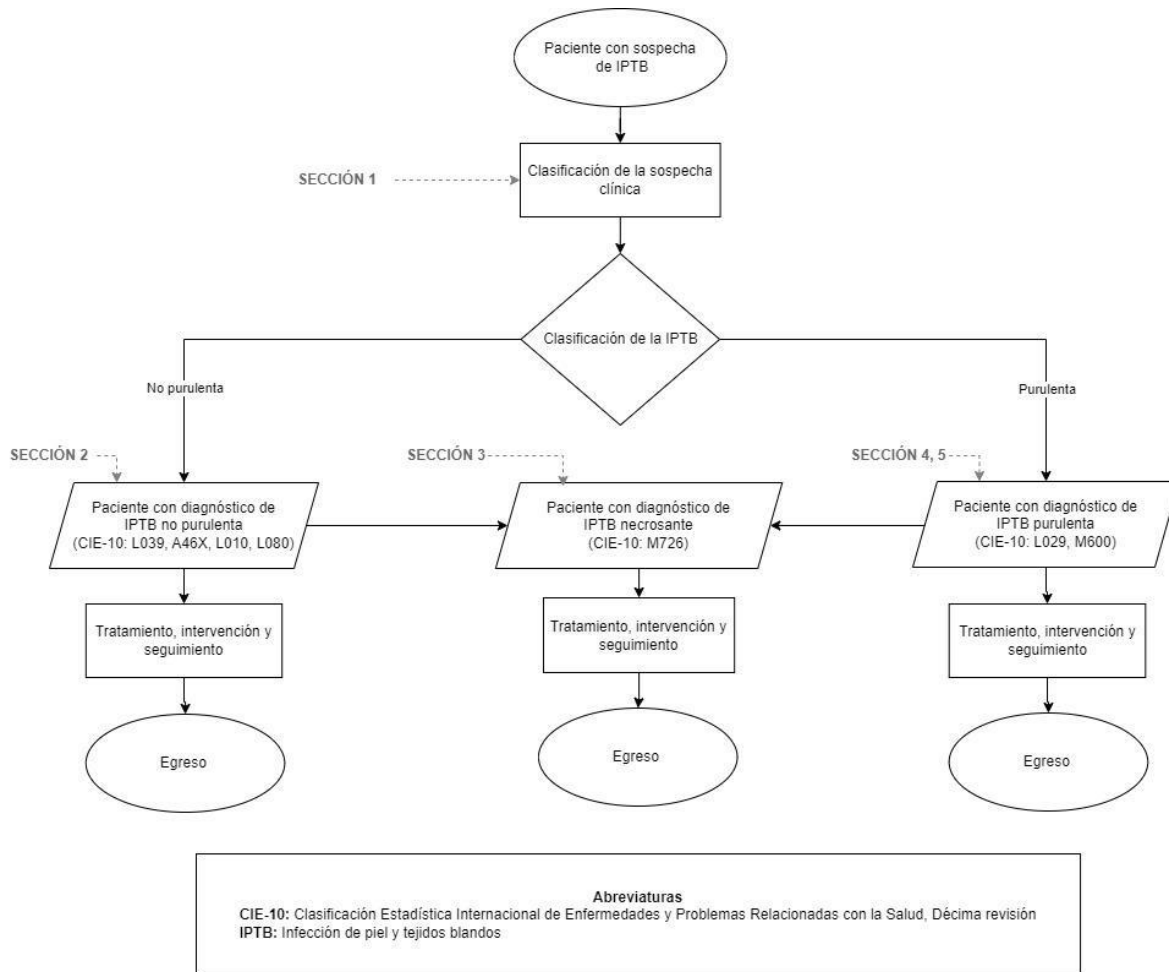 Paciente con sospecha
de IPTB
SECCIÓN 1
Clasificación de la sospecha
clínica
Clasificación de la IPTB
No purulenta
Purulenta
SECCIÓN 2
SECCIÓN 3
SECCIÓN 4, 5
Paciente con diagnóstico de
IPTB no purulenta
(CIE-10: L039, A46X, L010, L080)
Paciente con diagnóstico de
IPTB necrosante
(CIE-10: M726)
Paciente con diagnóstico de
IPTB purulenta
(CIE-10: L029, M600)
Tratamiento, intervención y
seguimiento
Tratamiento, intervención y
seguimiento
Tratamiento, intervención y
seguimiento
Egreso
Egreso
Egreso
Abreviaturas
CIE-10: Clasificación Estadística Internacional de Enfermedades y Problemas Relacionadas con la Salud, Décima revisión
IPTB: Infección de piel y tejidos blandos